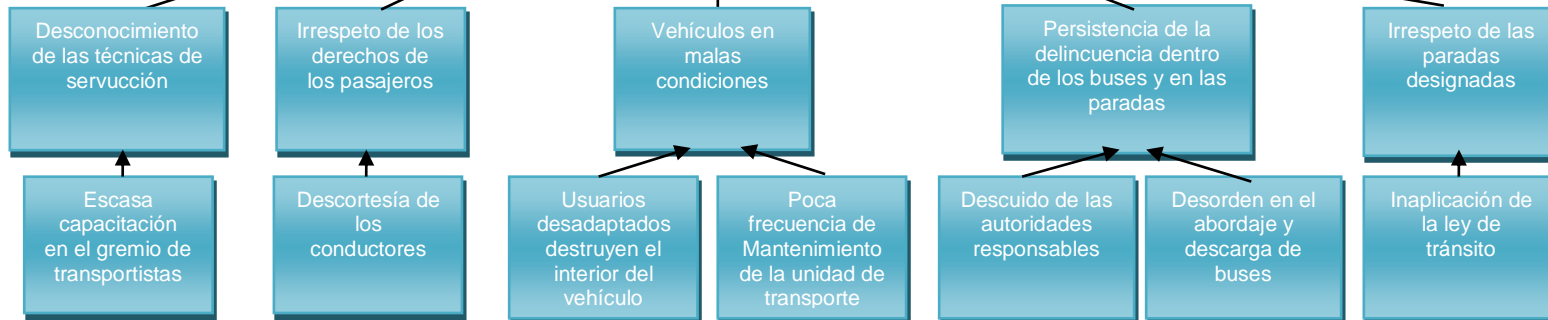 Desconocimiento
de las técnicas de
servucción
Irrespeto de los
derechos de
los pasajeros
Vehículos en
malas
condiciones
Persistencia de la
delincuencia dentro
de los buses y en las
paradas
Irrespeto de las
paradas
designadas
Escasa
capacitación
en el gremio de
transportistas
Descortesía de
los
conductores
Usuarios
desadaptados
destruyen el
interior del
vehículo
Poca
frecuencia de
Mantenimiento
de la unidad de
transporte
Descuido de las
autoridades
responsables
Desorden en el
abordaje y
descarga de
buses
Inaplicación de
la ley de
tránsito